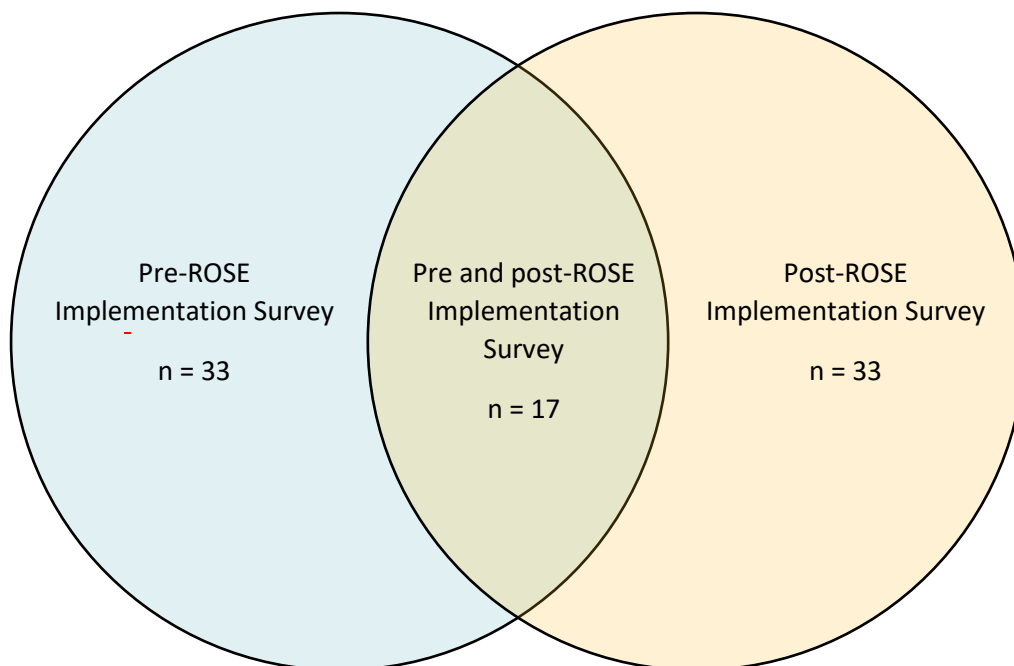 Pre-ROSE
Implementation Survey
n = 33
Pre and post-ROSE
Implementation
Survey
n = 17
Post-ROSE
Implementation Survey
n = 33